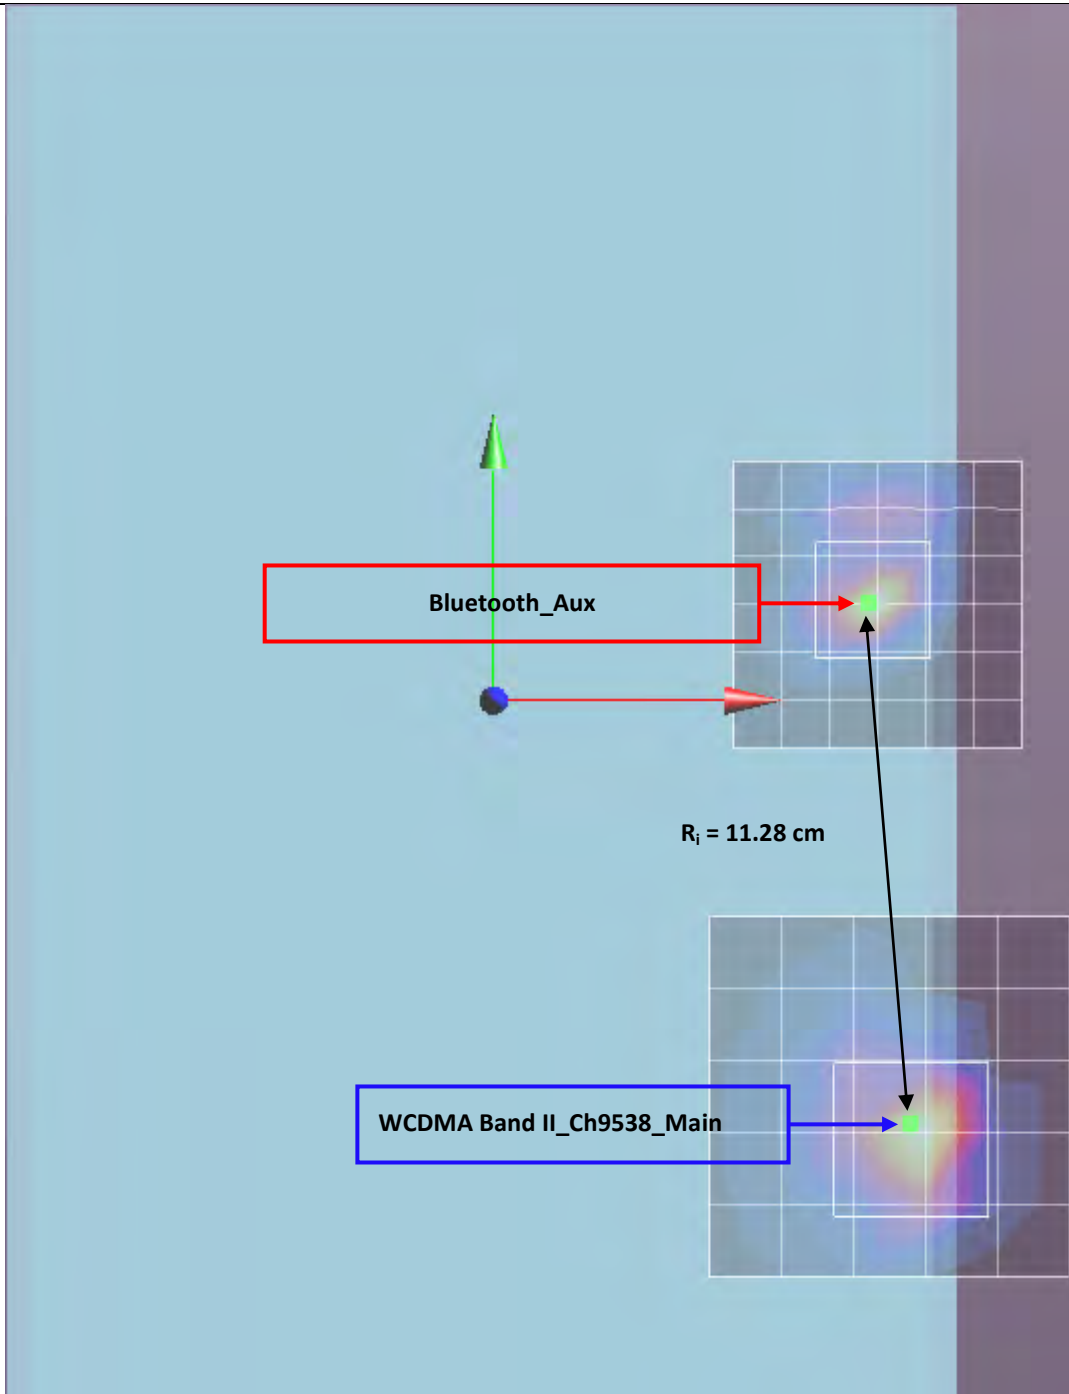 Bluetooth_Aux
Rᵢ = 11.28 cm
WCDMA Band II_Ch9538_Main